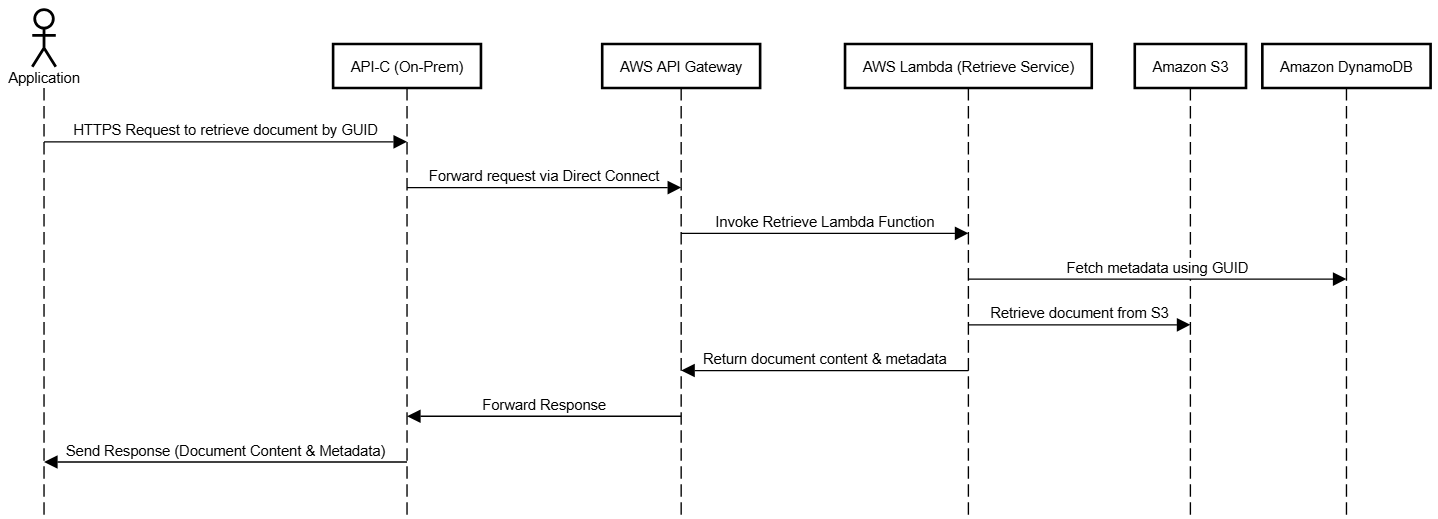 Application
API-C (On-Prem)
AWS API Gateway
AWS Lambda (Retrieve Service)
Amazon S3
Amazon DynamoDB
HTTPS Request to retrieve document by GUID
Forward request via Direct Connect
Invoke Retrieve Lambda Function
Fetch metadata using GUID
Retrieve document from S3
Return document content & metadata
Forward Response
Send Response (Document Content & Metadata)